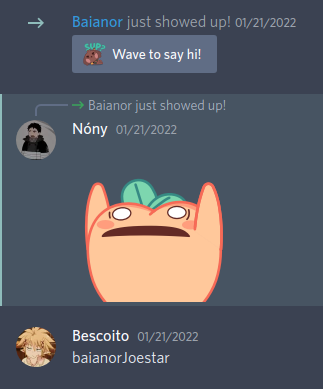 Baianor just showed up! 01/21/2022
SUP? Wave to say hi!
Baianor just showed up!
Nóny 01/21/2022
Bescoito 01/21/2022
baianorJoestar